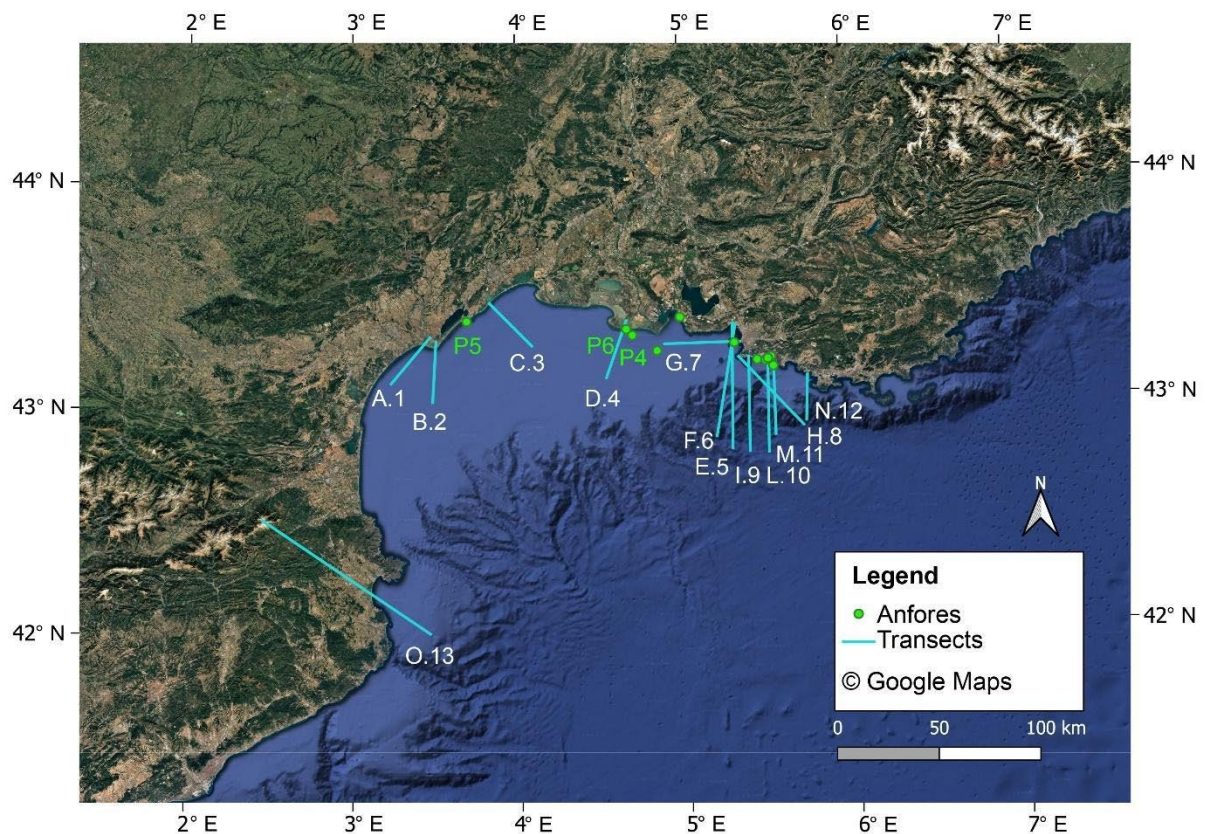 2° E 3° E 4° E 5° E 6° E 7° E
44° N 44° N
P5 P6 P4 G.7
C.3
A.1 D.4
43° N 43° N
B.2 N.12
F.6 H.8
E.5 M.11
I.9 L.10
N
Legend
Anfores
42° N 42° N
Transects
O.13
© Google Maps
0 50 100 km
2° E 3° E 4° E 5° E 6° E 7° E